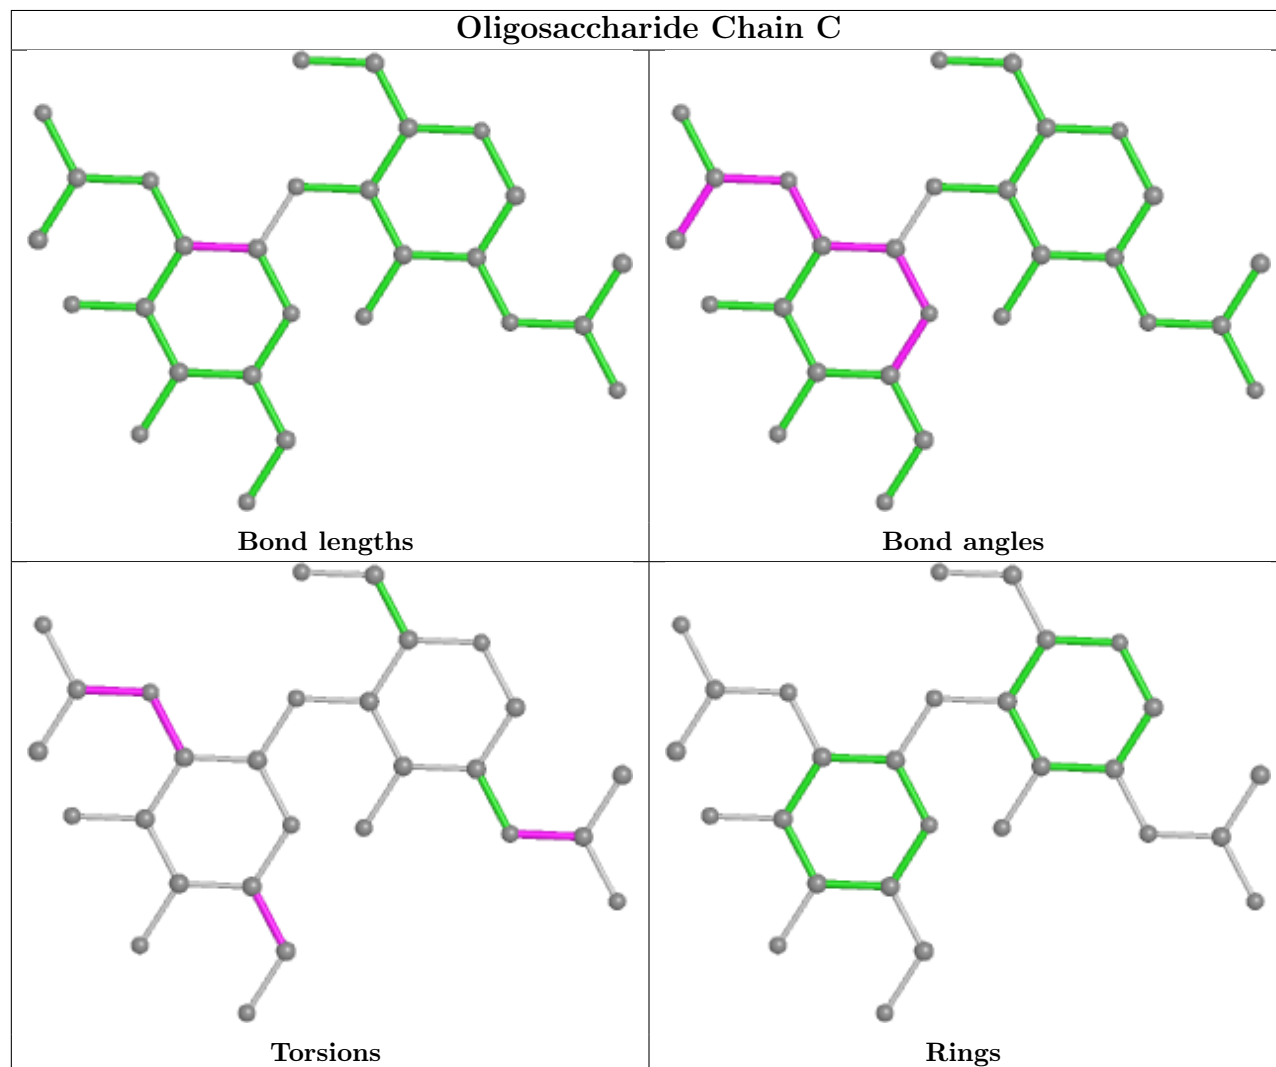 Oligosaccharide Chain C
Bond lengths
Bond angles
Torsions
Rings